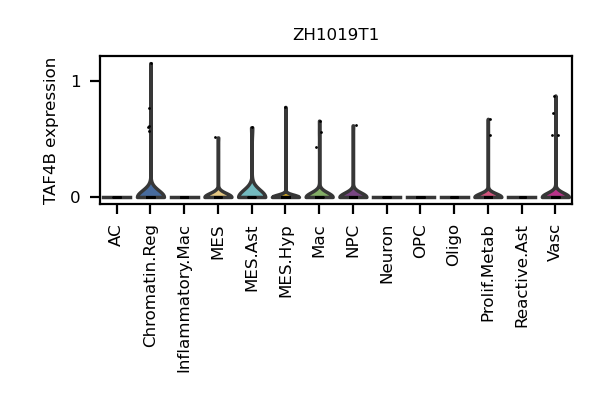 ZH1019T1
TAF4B expression
1
0
AC
Chromatin.Reg
Inflammatory.Mac
MES
MES.Ast
MES.Hyp
Mac
NPC
Neuron
OPC
Oligo
Prolif.Metab
Reactive.Ast
Vasc